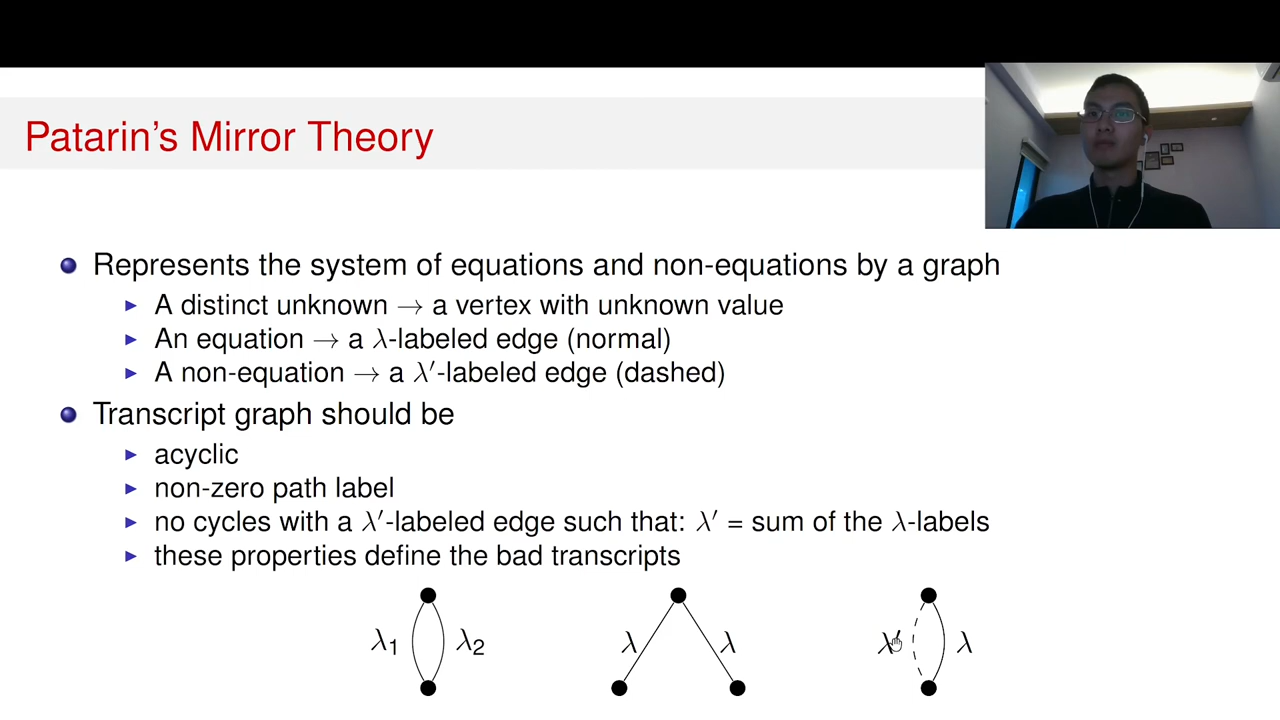 Patarin's Mirror Theory
Represents the system of equations and non-equations by a graph
A distinct unknown → a vertex with unknown value
An equation → a λ-labeled edge (normal)
A non-equation → a λ′-labeled edge (dashed)
Transcript graph should be
acyclic
non-zero path label
no cycles with a λ′-labeled edge such that: λ′ = sum of the λ-labels
these properties define the bad transcripts
λ₁ λ₂ λ λ λ′ λ